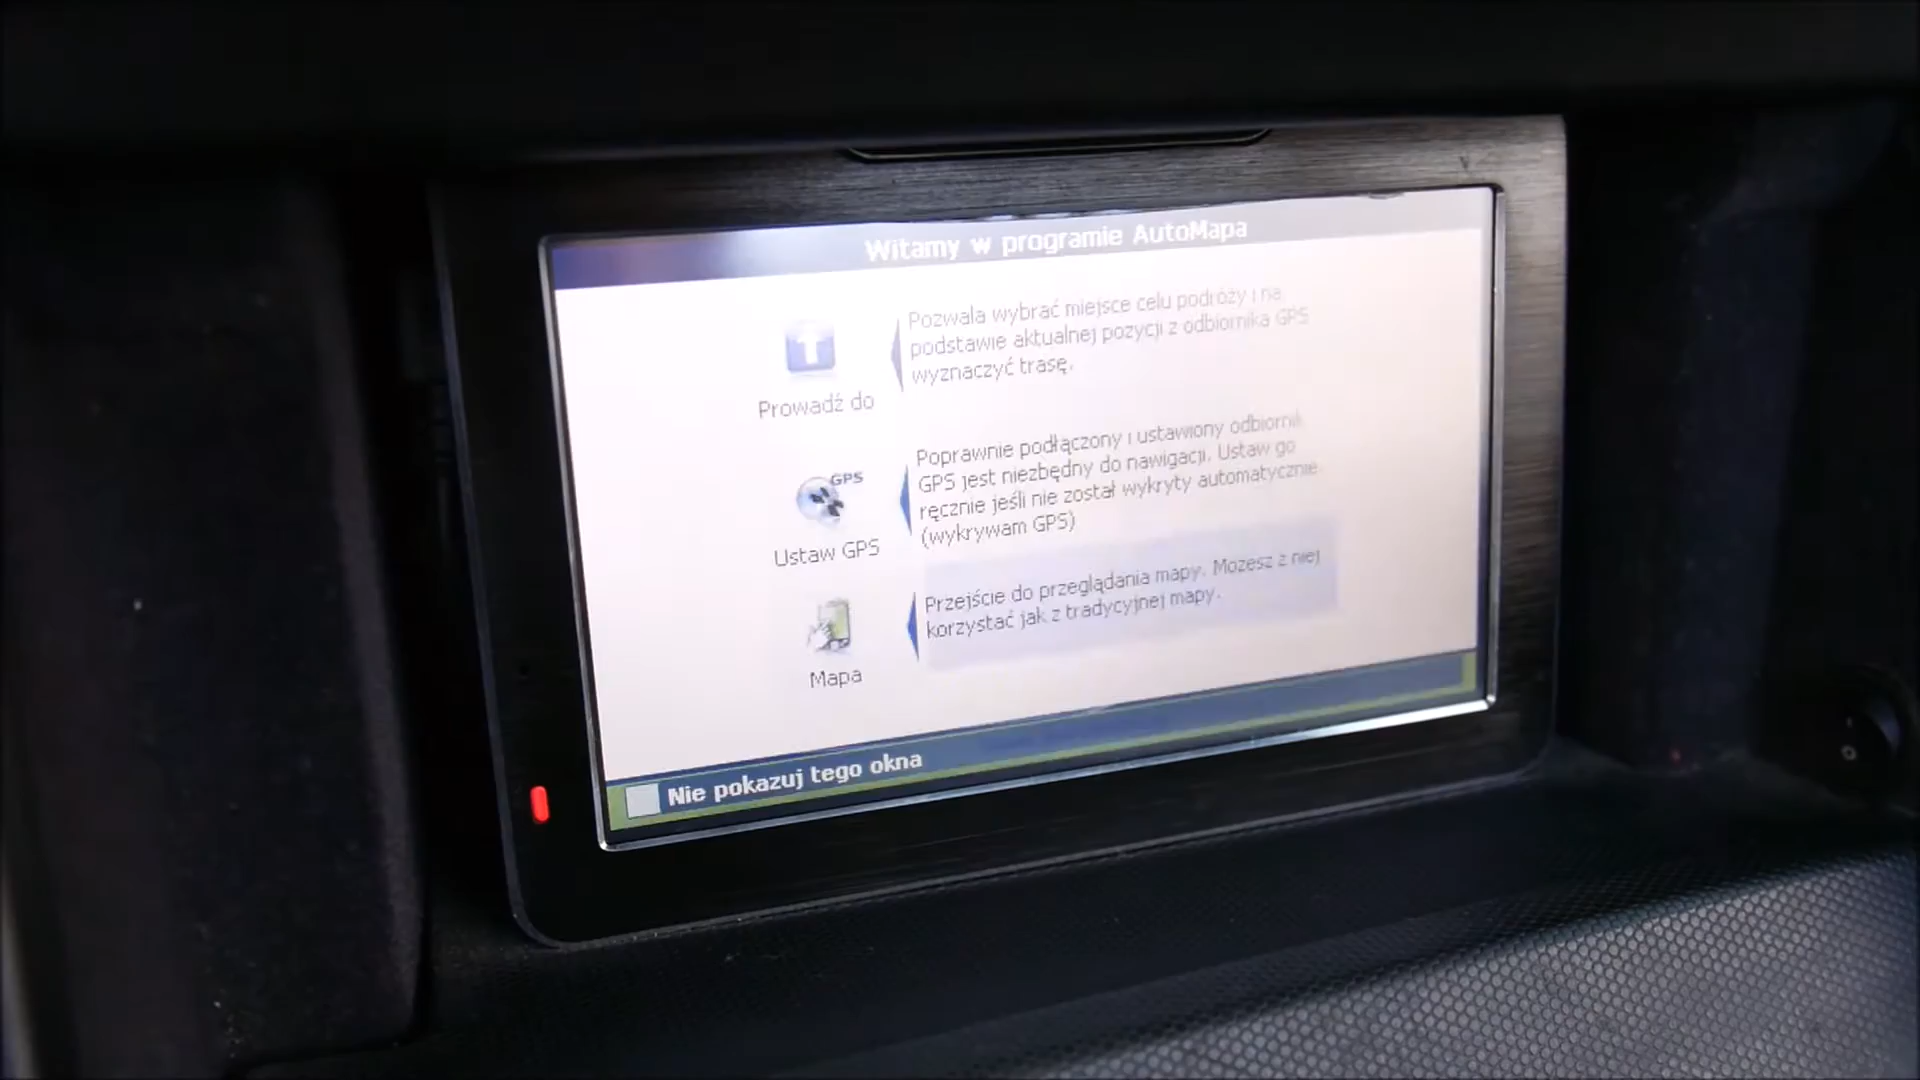 Witamy w programie AutoMapa
Pozwala wybrać miejsce celu podróży i na
podstawie aktualnej pozycji z odbiornika GPS
wyznaczyć trasę.
Prowadź do
Poprawnie podłączony i ustawiony odbiornik
GPS jest niezbędny do nawigacji. Ustaw go
ręcznie jeśli nie został wykryty automatycznie.
(wykrywam GPS)
GPS
Ustaw GPS
Przejście do przeglądania mapy. Możesz z niej
korzystać jak z tradycyjnej mapy.
Mapa
Nie pokazuj tego okna